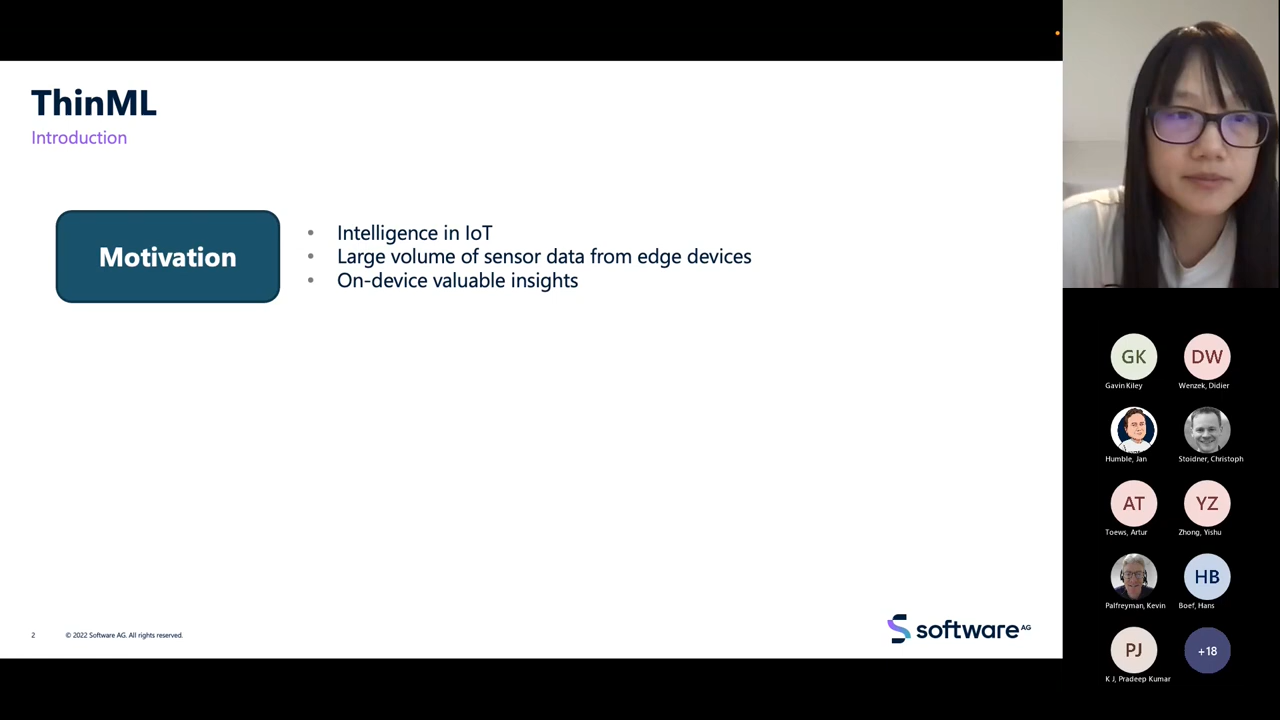 ThinML
Introduction
Motivation
• Intelligence in IoT
• Large volume of sensor data from edge devices
• On-device valuable insights
2
© 2022 Software AG. All rights reserved.
software AG
GK
DW
Gavin Kiley
Wenzek, Didier
Humble, Jan
Stoidner, Christoph
AT
YZ
Toews, Artur
Zhong, Yishu
HB
Palfreyman, Kevin
Boef, Hans
PJ
+18
K J, Pradeep Kumar